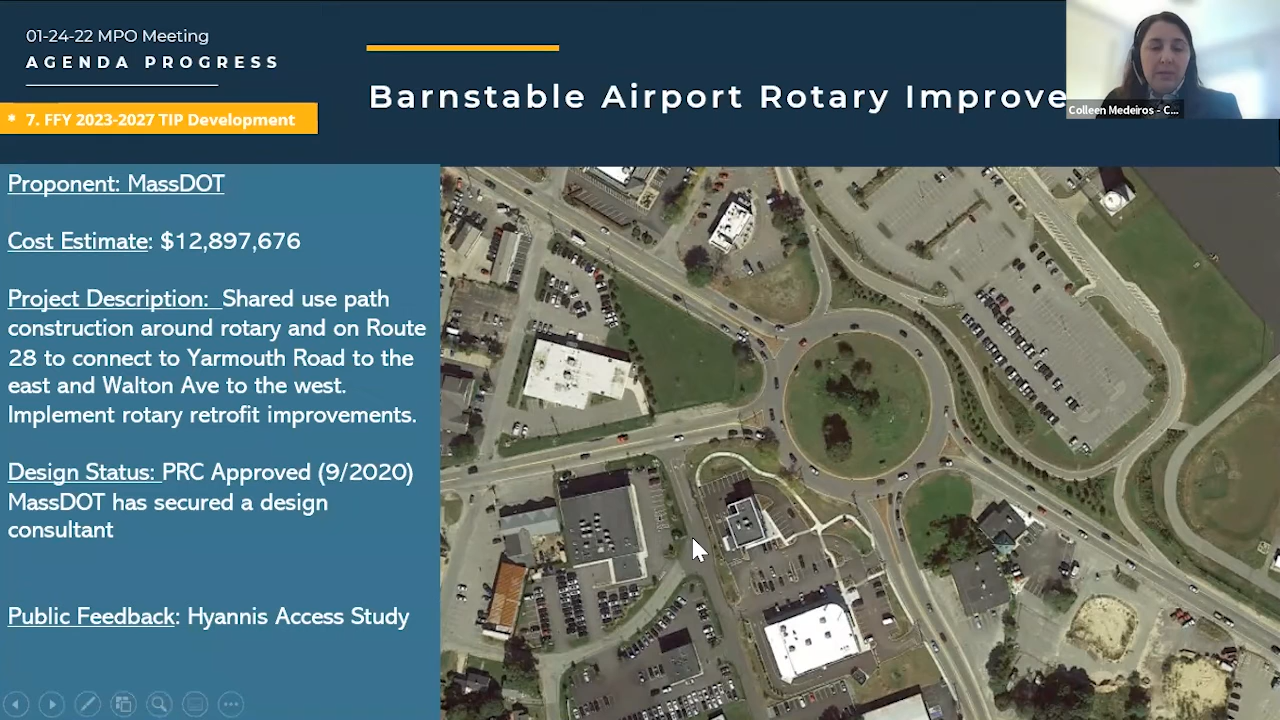 01-24-22 MPO Meeting
AGENDA PROGRESS
* 7. FFY 2023-2027 TIP Development
Barnstable Airport Rotary Improve
Colleen Medeiros - C...
Proponent: MassDOT
Cost Estimate: $12,897,676
Project Description: Shared use path
construction around rotary and on Route
28 to connect to Yarmouth Road to the
east and Walton Ave to the west.
Implement rotary retrofit improvements.
Design Status: PRC Approved (9/2020)
MassDOT has secured a design
consultant
Public Feedback: Hyannis Access Study